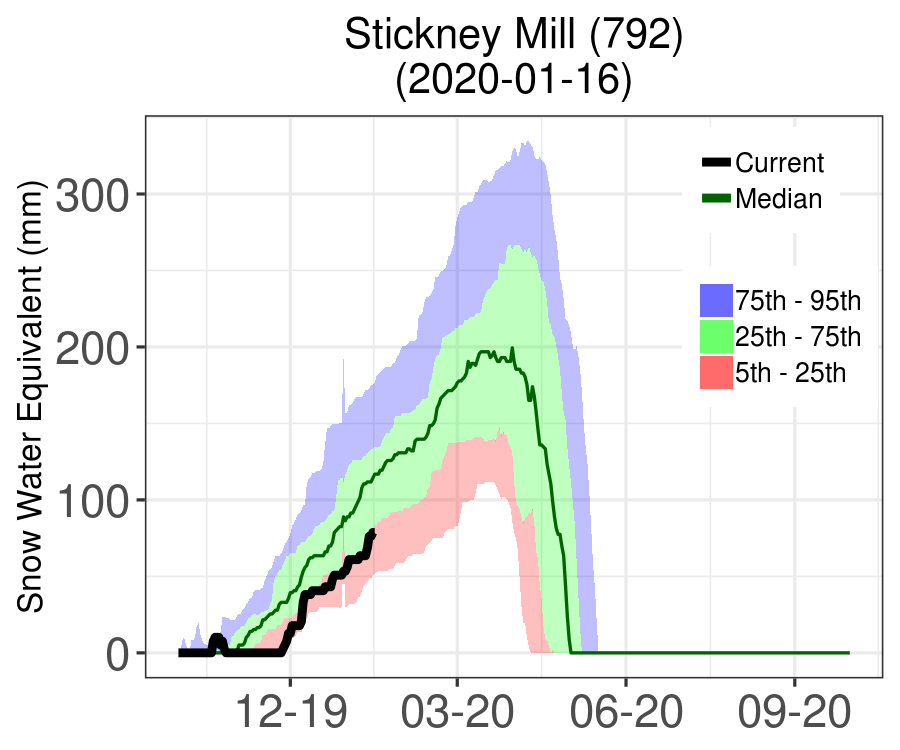 Stickney Mill (792)
(2020-01-16)
Snow Water Equivalent (mm)
300
200
100
0
Current
Median
75th - 95th
25th - 75th
5th - 25th
12-19
03-20
06-20
09-20